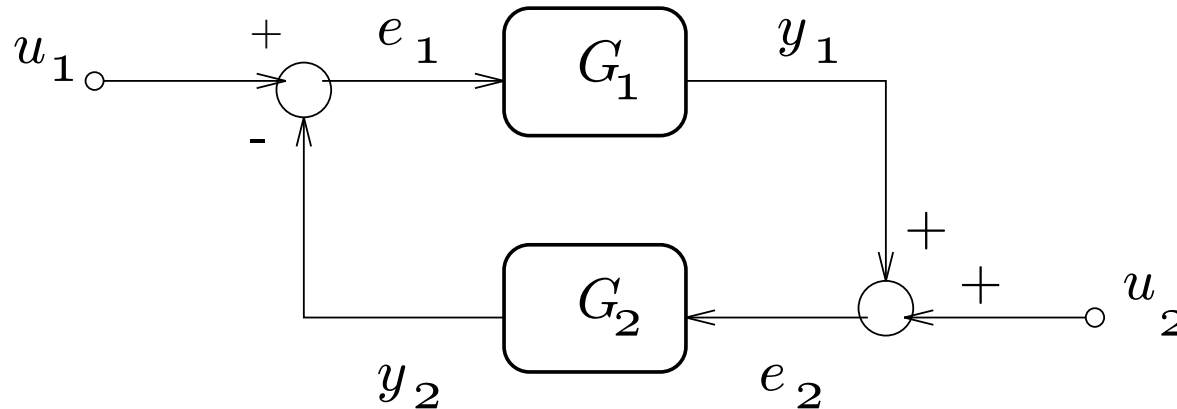 u₁
+
e₁
G₁
y₁
-
+
+
u₂
G₂
y₂
e₂